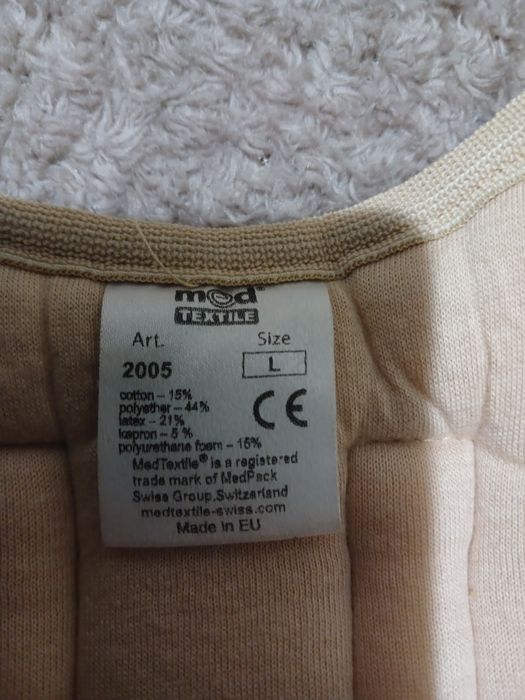 med
TEXTILE
Art. Size
2005 L
cotton – 15%
polyether – 44%
latex – 21%
kapron – 5 %
polyurethane foam – 15%
CE
MedTextile® is a registered
trade mark of MedPack
Swiss Group, Switzerland
medtextile-swiss.com
Made in EU